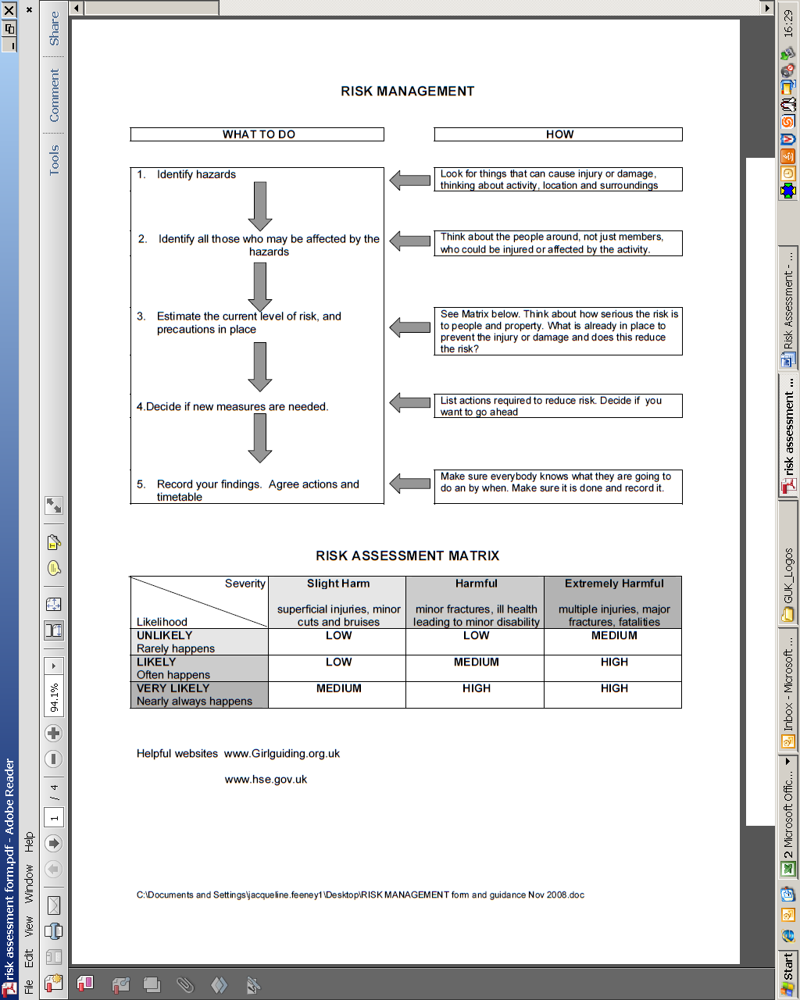 risk assessment form.pdf - Adobe Reader
File Edit View Window Help
1 / 4
94.1%
Tools Comment Share
RISK MANAGEMENT
WHAT TO DO
HOW
1. Identify hazards
Look for things that can cause injury or damage,
thinking about activity, location and surroundings
2. Identify all those who may be affected by the
hazards
Think about the people around, not just members,
who could be injured or affected by the activity.
3. Estimate the current level of risk, and
precautions in place
See Matrix below. Think about how serious the risk is
to people and property. What is already in place to
prevent the injury or damage and does this reduce
the risk?
4.Decide if new measures are needed.
List actions required to reduce risk. Decide if you
want to go ahead
5. Record your findings. Agree actions and
timetable
Make sure everybody knows what they are going to
do an by when. Make sure it is done and record it.
RISK ASSESSMENT MATRIX
Severity
Likelihood
Slight Harm
superficial injuries, minor
cuts and bruises
Harmful
minor fractures, ill health
leading to minor disability
Extremely Harmful
multiple injuries, major
fractures, fatalities
UNLIKELY
Rarely happens
LOW LOW MEDIUM
LIKELY
Often happens
LOW MEDIUM HIGH
VERY LIKELY
Nearly always happens
MEDIUM HIGH HIGH
Helpful websites www.Girlguiding.org.uk
www.hse.gov.uk
C:\Documents and Settings\jacqueline.feeney1\Desktop\RISK MANAGEMENT form and guidance Nov 2008.doc
Start
2 Microsoft Offic...
Inbox - Microsoft ...
GUK_Logos
risk assessment ...
Risk Assessment - ...
16:29